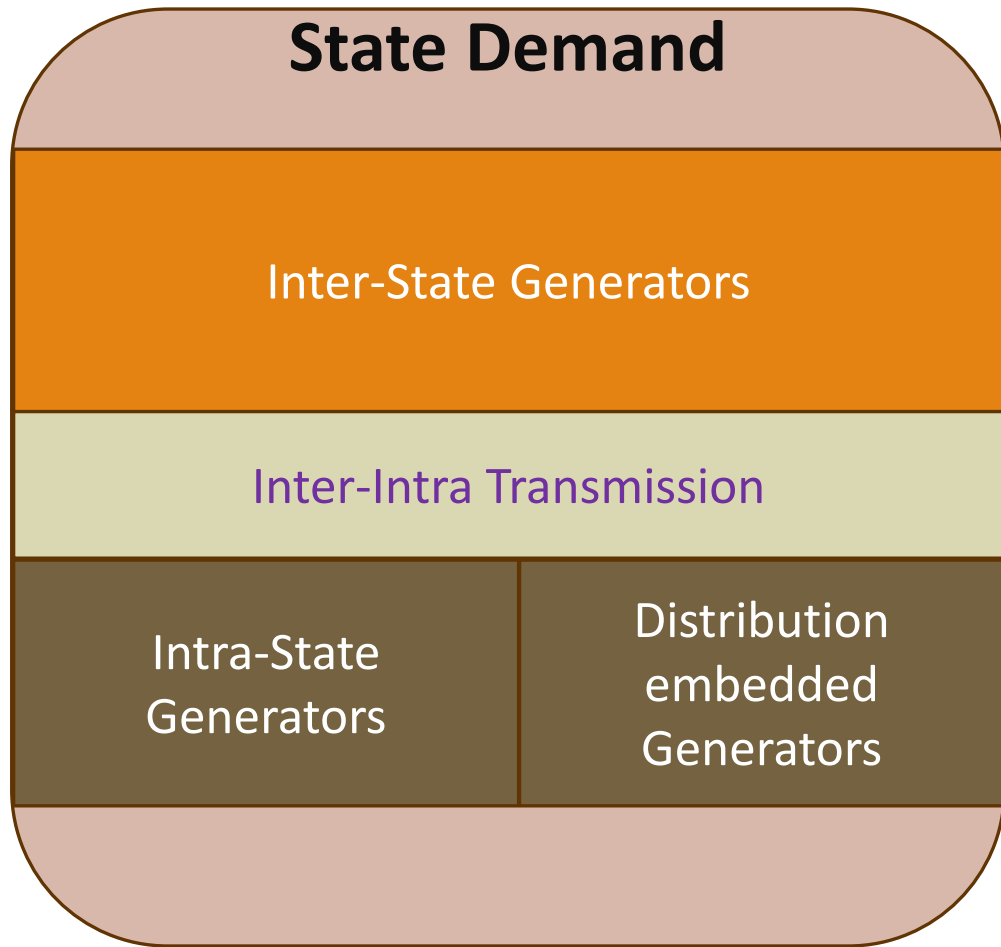 State Demand
Inter-State Generators
Inter-Intra Transmission
Intra-State
Generators
Distribution
embedded
Generators